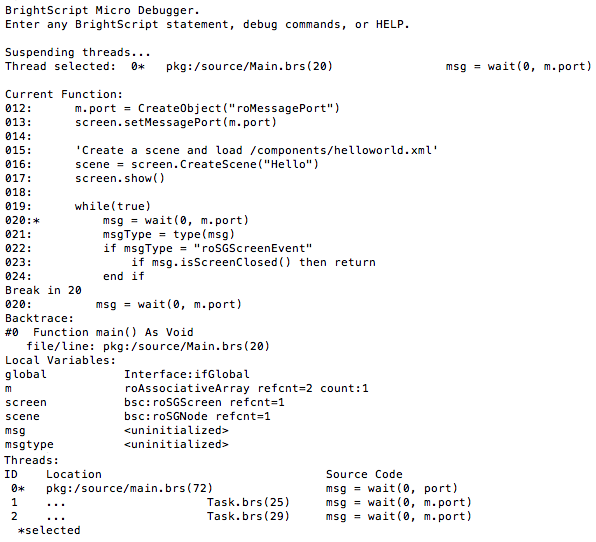 BrightScript Micro Debugger.
Enter any BrightScript statement, debug commands, or HELP.
Suspending threads...
Thread selected:  0*   pkg:/source/Main.brs(20)                 msg = wait(0, m.port)
Current Function:
012:      m.port = CreateObject("roMessagePort")
013:      screen.setMessagePort(m.port)
014:
015:      'Create a scene and load /components/helloworld.xml'
016:      scene = screen.CreateScene("Hello")
017:      screen.show()
018:
019:      while(true)
020:*         msg = wait(0, m.port)
021:          msgType = type(msg)
022:          if msgType = "roSGScreenEvent"
023:              if msg.isScreenClosed() then return
024:          end if
Break in 20
020:         msg = wait(0, m.port)
Backtrace:
#0  Function main() As Void
   file/line: pkg:/source/Main.brs(20)
Local Variables:
global           Interface:ifGlobal
m                roAssociativeArray refcnt=2 count:1
screen           bsc:roSGScreen refcnt=1
scene            bsc:roSGNode refcnt=1
msg              <uninitialized>
msgtype          <uninitialized>
Threads:
ID    Location                                Source Code
 0*   pkg:/source/main.brs(72)                msg = wait(0, port)
 1    ...                    Task.brs(25)     msg = wait(0, m.port)
 2    ...                    Task.brs(29)     msg = wait(0, m.port)
  *selected